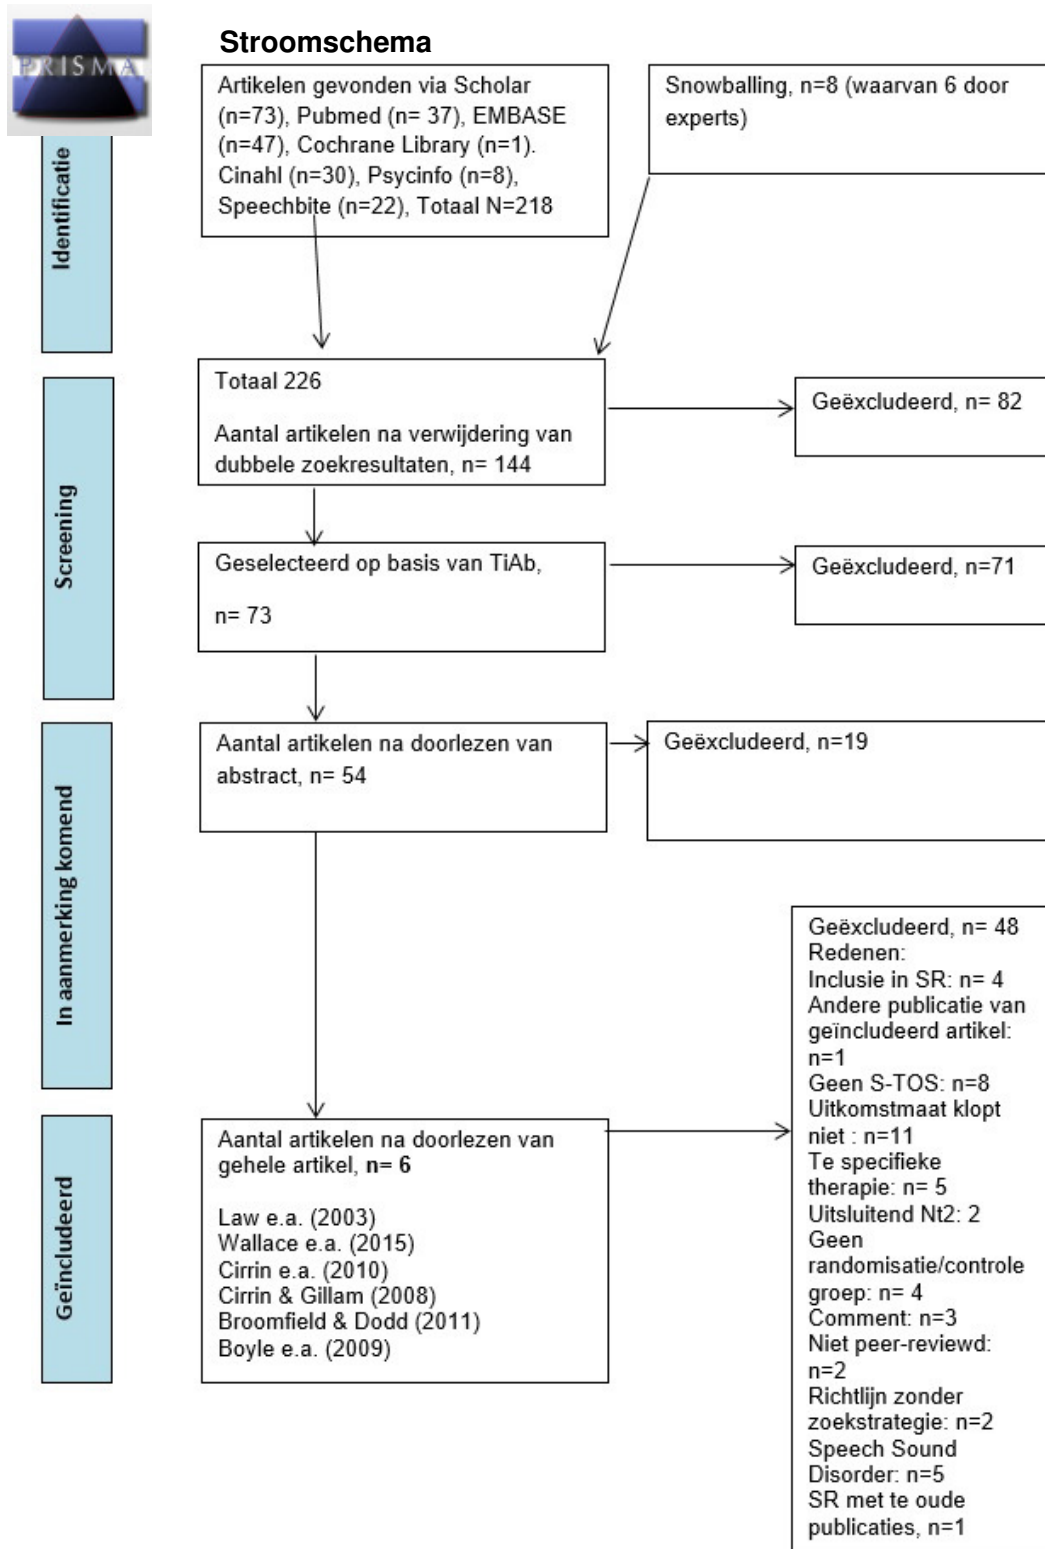 PRISMA
Stroomschema
Identificatie
Artikelen gevonden via Scholar
(n=73), Pubmed (n= 37), EMBASE
(n=47), Cochrane Library (n=1).
Cinahl (n=30), Psycinfo (n=8),
Speechbite (n=22), Totaal N=218
Snowballing, n=8 (waarvan 6 door
experts)
Screening
Totaal 226
Aantal artikelen na verwijdering van
dubbele zoekresultaten, n= 144
Geëxcludeerd, n= 82
Geselecteerd op basis van TiAb,
n= 73
Geëxcludeerd, n=71
In aanmerking komend
Aantal artikelen na doorlezen van
abstract, n= 54
Geëxcludeerd, n=19
Geïncludeerd
Aantal artikelen na doorlezen van
gehele artikel, n= 6
Law e.a. (2003)
Wallace e.a. (2015)
Cirrin e.a. (2010)
Cirrin & Gillam (2008)
Broomfield & Dodd (2011)
Boyle e.a. (2009)
Geëxcludeerd, n= 48
Redenen:
Inclusie in SR: n= 4
Andere publicatie van
geïncludeerd artikel:
n=1
Geen S-TOS: n=8
Uitkomstmaat klopt
niet : n=11
Te specifieke
therapie: n= 5
Uitsluitend Nt2: 2
Geen
randomisatie/controle
groep: n= 4
Comment: n=3
Niet peer-reviewd:
n=2
Richtlijn zonder
zoekstrategie: n=2
Speech Sound
Disorder: n=5
SR met te oude
publicaties, n=1